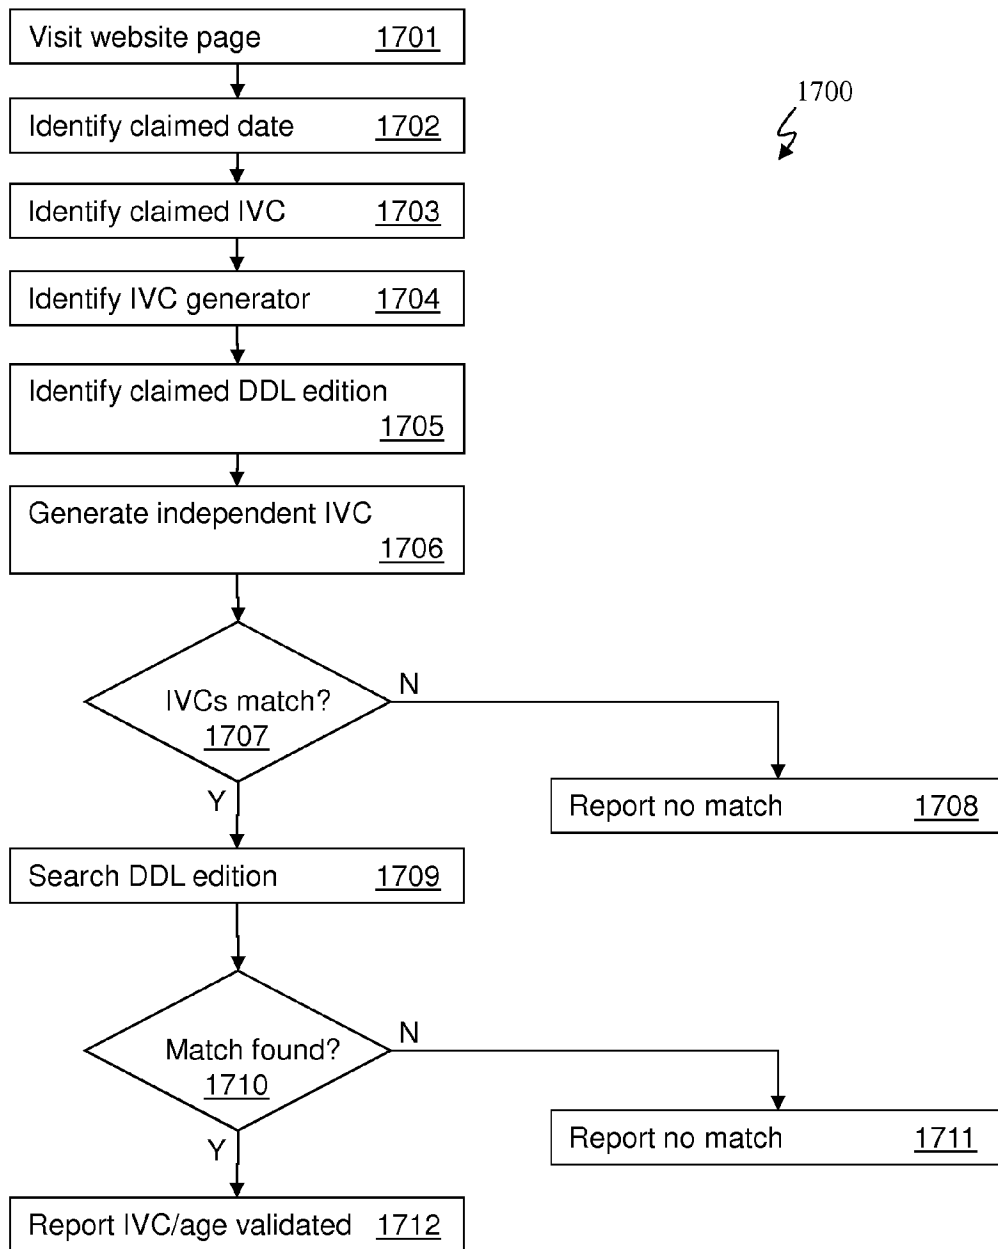 Visit website page 1701
1700
Identify claimed date 1702
Identify claimed IVC 1703
Identify IVC generator 1704
Identify claimed DDL edition
1705
Generate independent IVC
1706
IVCs match?
1707
N
Y
Report no match 1708
Search DDL edition 1709
Match found?
1710
N
Y
Report no match 1711
Report IVC/age validated 1712